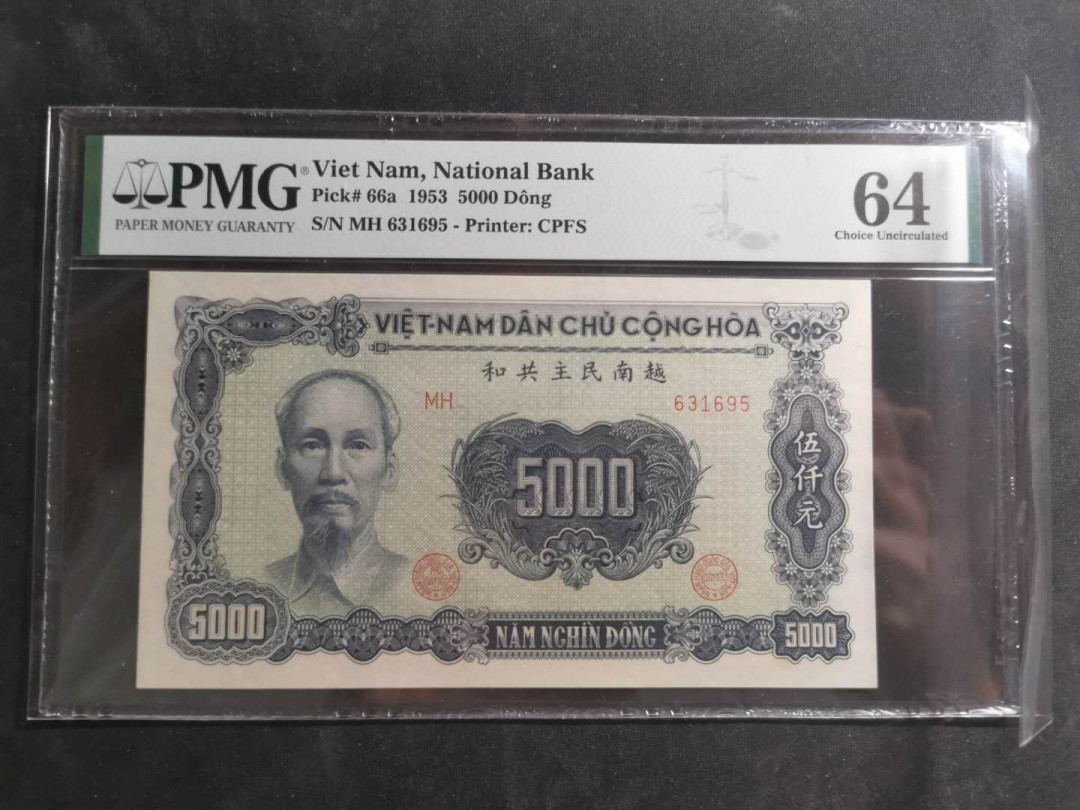 PMG®
PAPER MONEY GUARANTY
Viet Nam, National Bank
Pick# 66a 1953 5000 Dông
S/N MH 631695 - Printer: CPFS
64
Choice Uncirculated
VIỆT-NAM DÂN CHỦ CỘNG HÒA
和共主民南越
MH
631695
5000
伍仟元
5000
NĂM NGHÌN ĐỒNG
5000